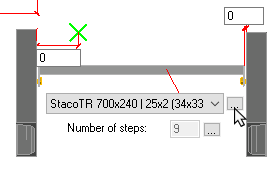 0
0
StacoTR 700x240 | 25x2 (34x33
...
Number of steps:
9
...